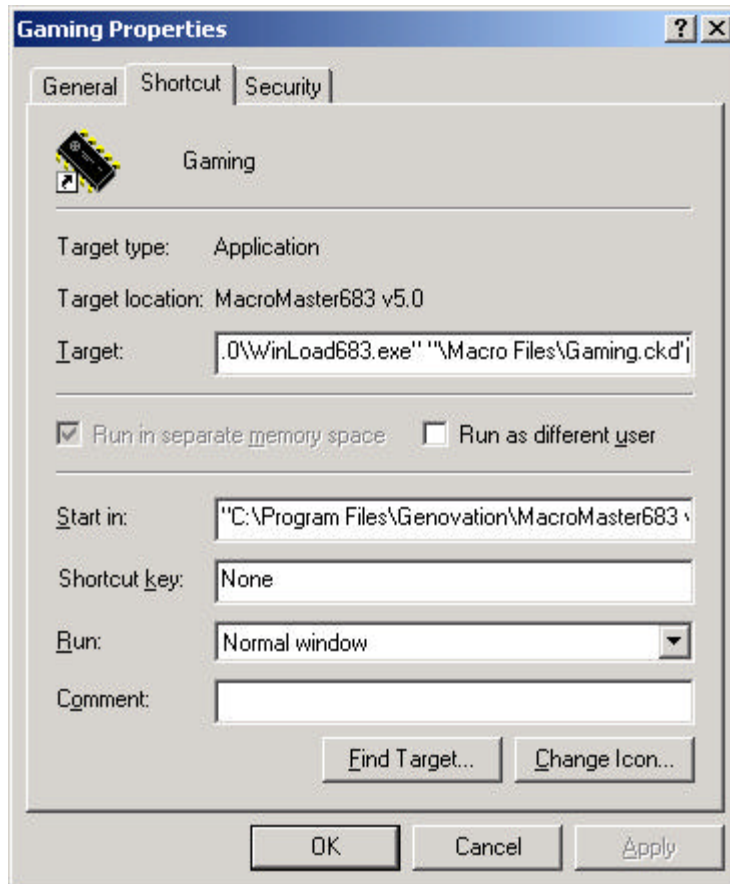 Gaming Properties
General Shortcut Security
Gaming
Target type: Application
Target location: MacroMaster683 v5.0
Target: .0\WinLoad683.exe" "\Macro Files\Gaming.ckd"
Run in separate memory space Run as different user
Start in: "C:\Program Files\Genovation\MacroMaster683 v
Shortcut key: None
Run: Normal window
Comment:
Find Target... Change Icon...
OK Cancel Apply